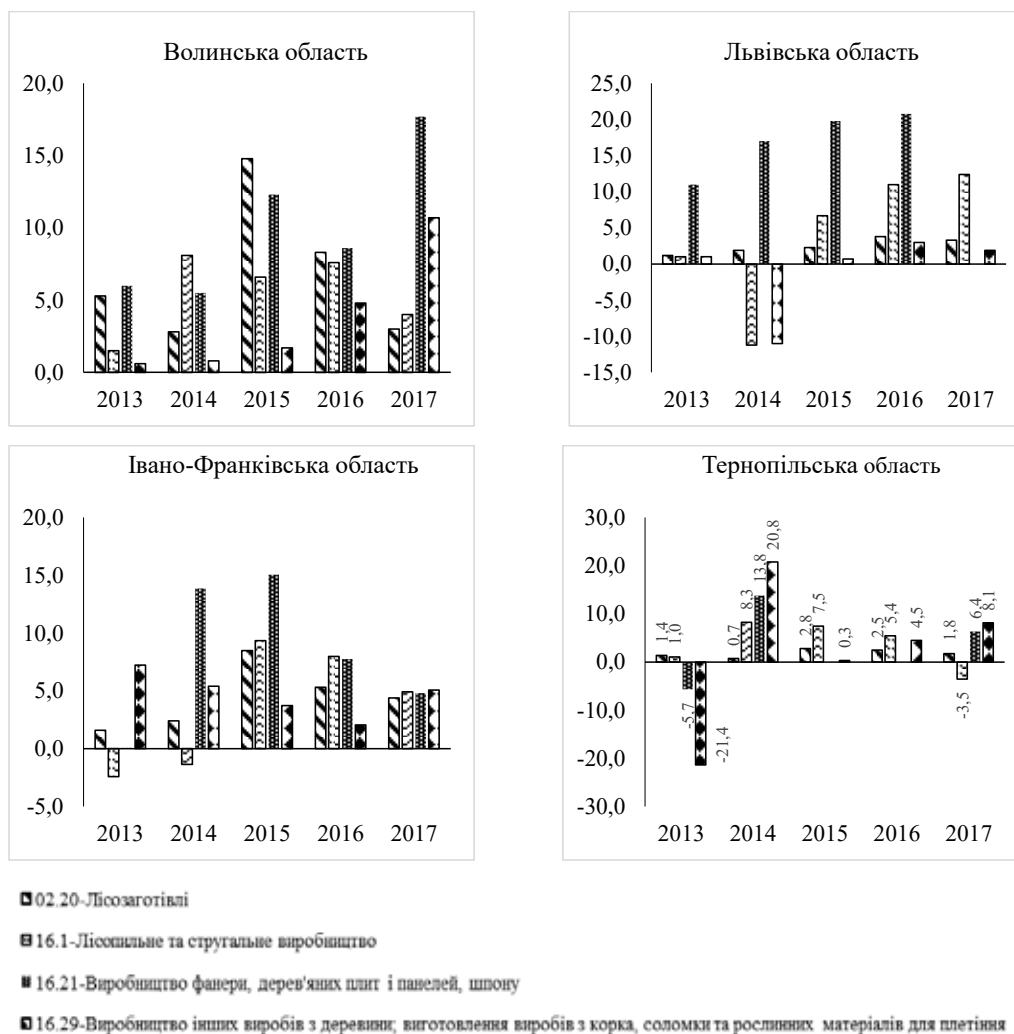 Волинська область
20,0
15,0
10,0
5,0
0,0
2013 2014 2015 2016 2017
Львівська область
25,0
20,0
15,0
10,0
5,0
0,0
-5,0
-10,0
-15,0
2013 2014 2015 2016 2017
Івано-Франківська область
20,0
15,0
10,0
5,0
0,0
-5,0
2013 2014 2015 2016 2017
Тернопільська область
30,0
20,0
10,0
0,0
-10,0
-20,0
-30,0
1,4 1,0 -5,7 -21,4 0,7 8,3 13,8 20,8 2,8 7,5 0,3 2,5 5,4 4,5 1,8 -3,5 6,4 8,1
2013 2014 2015 2016 2017
02.20-Лісозаготівлі
16.1-Лісопильне та стругальне виробництво
16.21-Виробництво фанери, дерев'яних плит і панелей, шпону
16.29-Виробництво інших виробів з деревини; виготовлення виробів з корка, соломки та рослинних матеріалів для плетіння